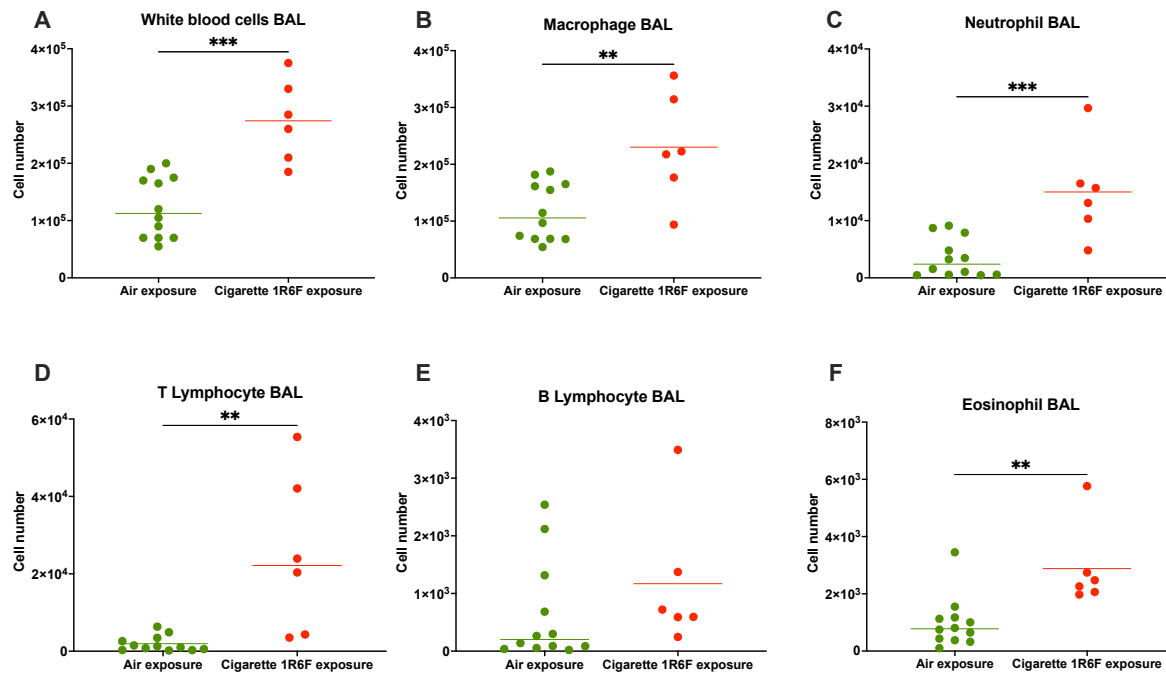 A
White blood cells BAL
***
4×10⁵
3×10⁵
2×10⁵
1×10⁵
0
Cell number
Air exposure
Cigarette 1R6F exposure
B
Macrophage BAL
**
4×10⁵
3×10⁵
2×10⁵
1×10⁵
0
Cell number
Air exposure
Cigarette 1R6F exposure
C
Neutrophil BAL
***
4×10⁴
3×10⁴
2×10⁴
1×10⁴
0
Cell number
Air exposure
Cigarette 1R6F exposure
D
T Lymphocyte BAL
**
6×10⁴
4×10⁴
2×10⁴
0
Cell number
Air exposure
Cigarette 1R6F exposure
E
B Lymphocyte BAL
4×10³
3×10³
2×10³
1×10³
0
Cell number
Air exposure
Cigarette 1R6F exposure
F
Eosinophil BAL
**
8×10³
6×10³
4×10³
2×10³
0
Cell number
Air exposure
Cigarette 1R6F exposure